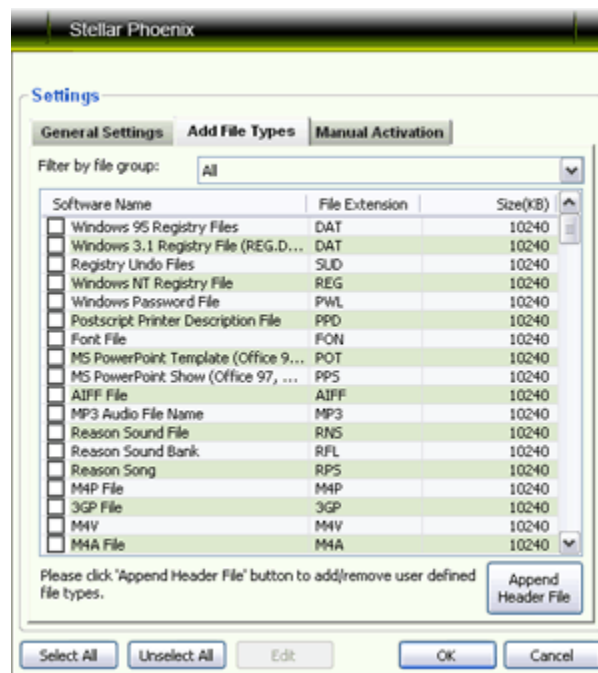 Stellar Phoenix
Settings
General Settings Add File Types Manual Activation
Filter by file group: All
Software Name File Extension Size(KB)
Windows 95 Registry Files DAT 10240
Windows 3.1 Registry File (REG.D... DAT 10240
Registry Undo Files SUD 10240
Windows NT Registry File REG 10240
Windows Password File PWL 10240
Postscript Printer Description File PPD 10240
Font File FON 10240
MS PowerPoint Template (Office 9... POT 10240
MS PowerPoint Show (Office 97, ... PPS 10240
AIFF File AIFF 10240
MP3 Audio File Name MP3 10240
Reason Sound File RNS 10240
Reason Sound Bank RFL 10240
Reason Song RPS 10240
M4P File M4P 10240
3GP File 3GP 10240
M4V M4V 10240
M4A File M4A 10240
Please click 'Append Header File' button to add/remove user defined
file types.
Append
Header File
Select All Unselect All Edit OK Cancel